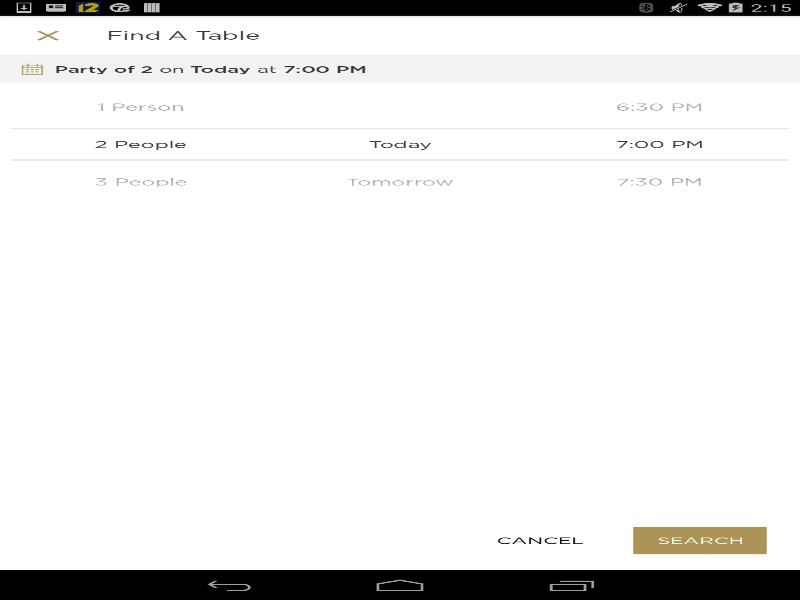 12 2:15
Find A Table
Party of 2 on Today at 7:00 PM
1 Person 6:30 PM
2 People Today 7:00 PM
3 People Tomorrow 7:30 PM
CANCEL SEARCH